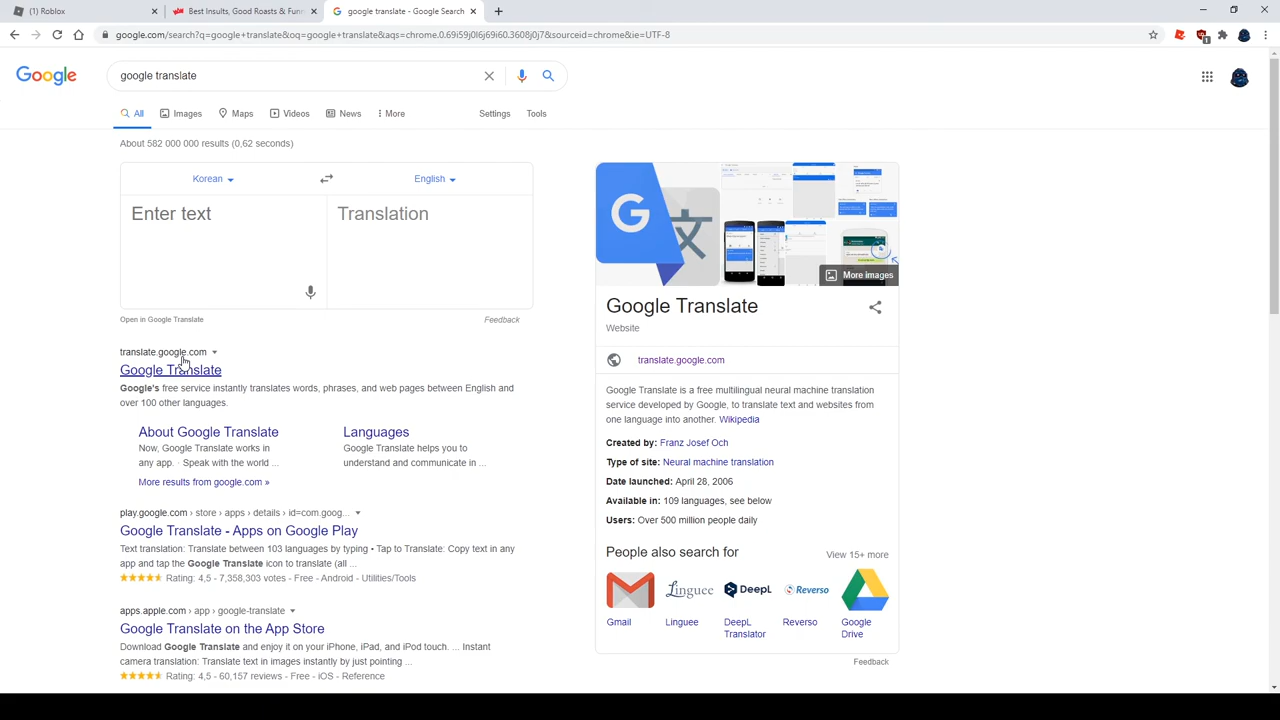 (1) Roblox
Best Insults, Good Roasts & Funn
google translate - Google Search
google.com/search?q=google+translate&oq=google+translate&aqs=chrome.0.69i59j0l6j69i60.3608j0j7&sourceid=chrome&ie=UTF-8
Google
google translate
All
Images
Maps
Videos
News
More
Settings
Tools
About 582 000 000 results (0,62 seconds)
Korean
English
Enter text
Translation
Open in Google Translate
Feedback
translate.google.com
Google Translate
Google's free service instantly translates words, phrases, and web pages between English and
over 100 other languages.
About Google Translate
Now, Google Translate works in
any app. · Speak with the world ...
Languages
Google Translate helps you to
understand and communicate in ...
More results from google.com »
play.google.com › store › apps › details › id=com.goog...
Google Translate - Apps on Google Play
Text translation: Translate between 103 languages by typing • Tap to Translate: Copy text in any
app and tap the Google Translate icon to translate (all ...
Rating: 4,5 - 7,358,303 votes - Free - Android - Utilities/Tools
apps.apple.com › app › google-translate
Google Translate on the App Store
Download Google Translate and enjoy it on your iPhone, iPad, and iPod touch. ... Instant
camera translation: Translate text in images instantly by just pointing ...
Rating: 4,5 - 60,157 reviews - Free - iOS - Reference
G
文
More images
Google Translate
Website
translate.google.com
Google Translate is a free multilingual neural machine translation
service developed by Google, to translate text and websites from
one language into another. Wikipedia
Created by: Franz Josef Och
Type of site: Neural machine translation
Date launched: April 28, 2006
Available in: 109 languages, see below
Users: Over 500 million people daily
People also search for
View 15+ more
Linguee
DeepL
Reverso
Gmail
Linguee
DeepL
Translator
Reverso
Google
Drive
Feedback